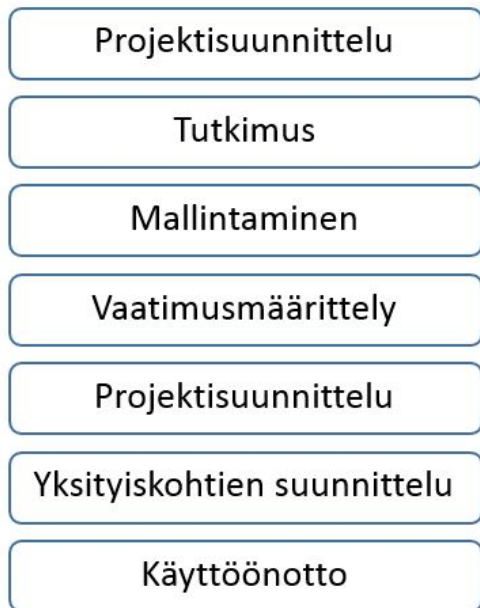 Projektisuunnittelu
Tutkimus
Mallintaminen
Vaatimusmäärittely
Projektisuunnittelu
Yksityiskohtien suunnittelu
Käyttöönotto